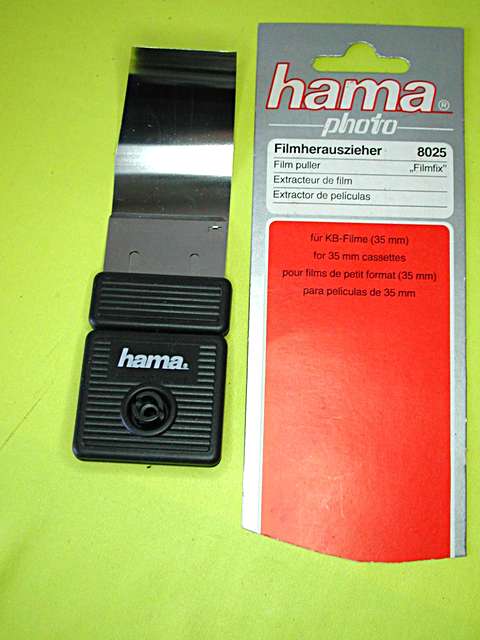 hama®
photo
Filmherauszieher 8025
Film puller „Filmfix"
Extracteur de film
Extractor de películas
für KB-Filme (35 mm)
for 35 mm cassettes
pour films de petit format (35 mm)
para películas de 35 mm
hama®